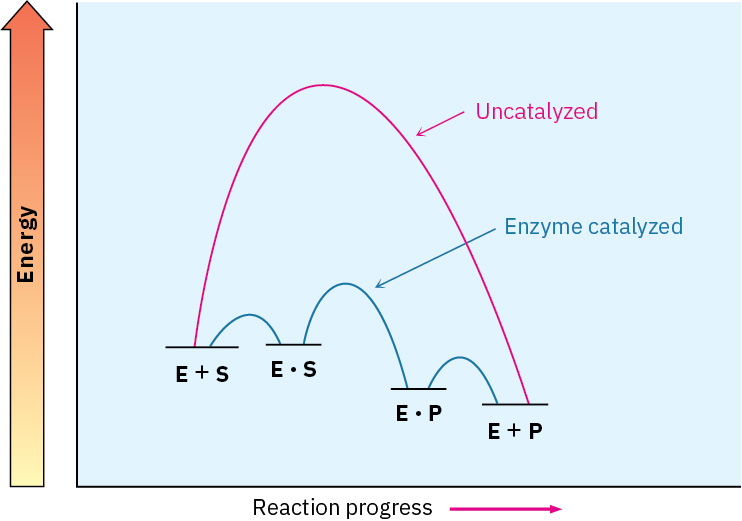 Energy
Uncatalyzed
Enzyme catalyzed
E + S
E · S
E · P
E + P
Reaction progress